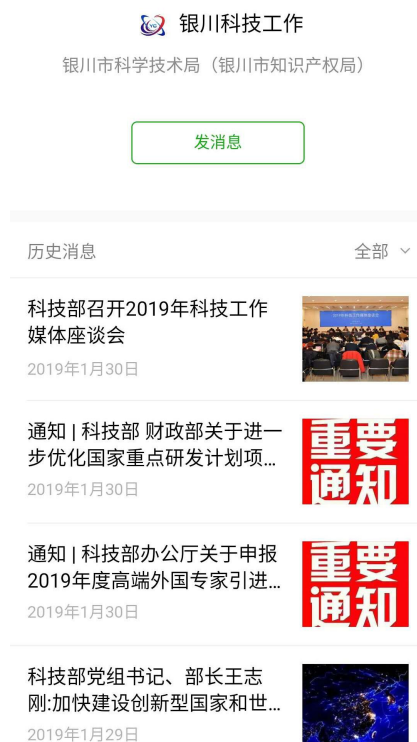 银川科技工作
银川市科学技术局（银川市知识产权局）
发消息
历史消息
全部
科技部召开2019年科技工作
媒体座谈会
2019年1月30日
通知 | 科技部 财政部关于进一
步优化国家重点研发计划项...
2019年1月30日
重要
通知
通知 | 科技部办公厅关于申报
2019年度高端外国专家引进...
2019年1月30日
重要
通知
科技部党组书记、部长王志
刚:加快建设创新型国家和世...
2019年1月29日